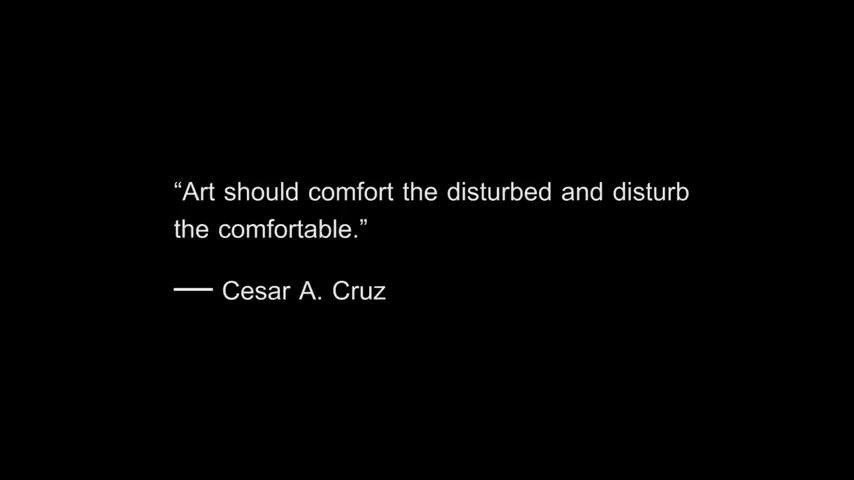 “Art should comfort the disturbed and disturb
the comfortable.”
— Cesar A. Cruz